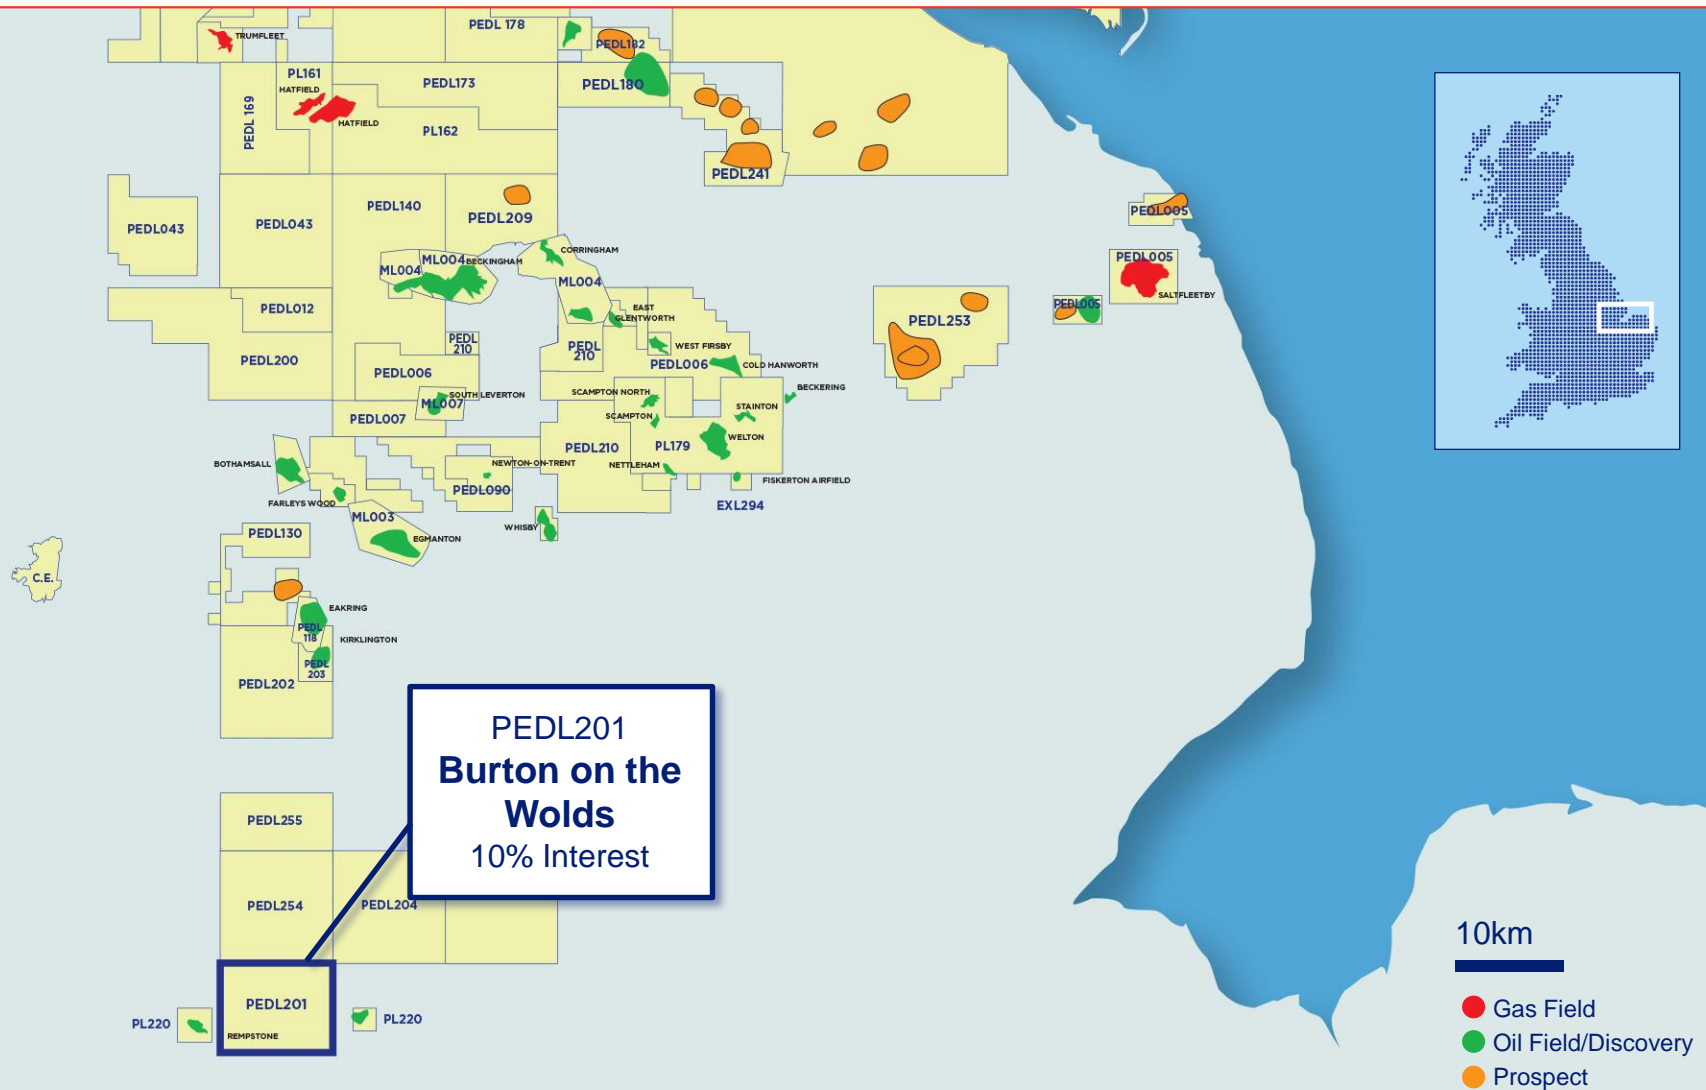 PEDL 178
TRUMFLEET
PEDL182
PL161
HATFIELD
PEDL173
PEDL180
PEDL 169
HATFIELD
PL162
PEDL241
PEDL043
PEDL043
PEDL140
PEDL209
PEDL005
CORRINGHAM
ML004
ML004
BECKINGHAM
ML004
PEDL005
SALTFLEETBY
PEDL012
EAST
GLENTWORTH
PEDL253
PEDL005
PEDL
210
PEDL
210
WEST FIRSBY
PEDL200
PEDL006
PEDL006
COLD HANWORTH
SOUTH LEVERTON
ML007
SCAMPTON NORTH
BECKERING
PEDL007
SCAMPTON
STAINTON
PEDL210
PL179
WELTON
BOTHAMSALL
NEWTON-ON-TRENT
NETTLEHAM
PEDL090
FISKERTON AIRFIELD
FARLEYS WOOD
EXL294
ML003
WHISBY
PEDL130
EGMANTON
C.E.
EAKRING
PEDL
118
KIRKLINGTON
PEDL
203
PEDL202
PEDL201
Burton on the
Wolds
10% Interest
PEDL255
PEDL254
PEDL204
PEDL201
PL220
PL220
REMPSTONE
10km
Gas Field
Oil Field/Discovery
Prospect